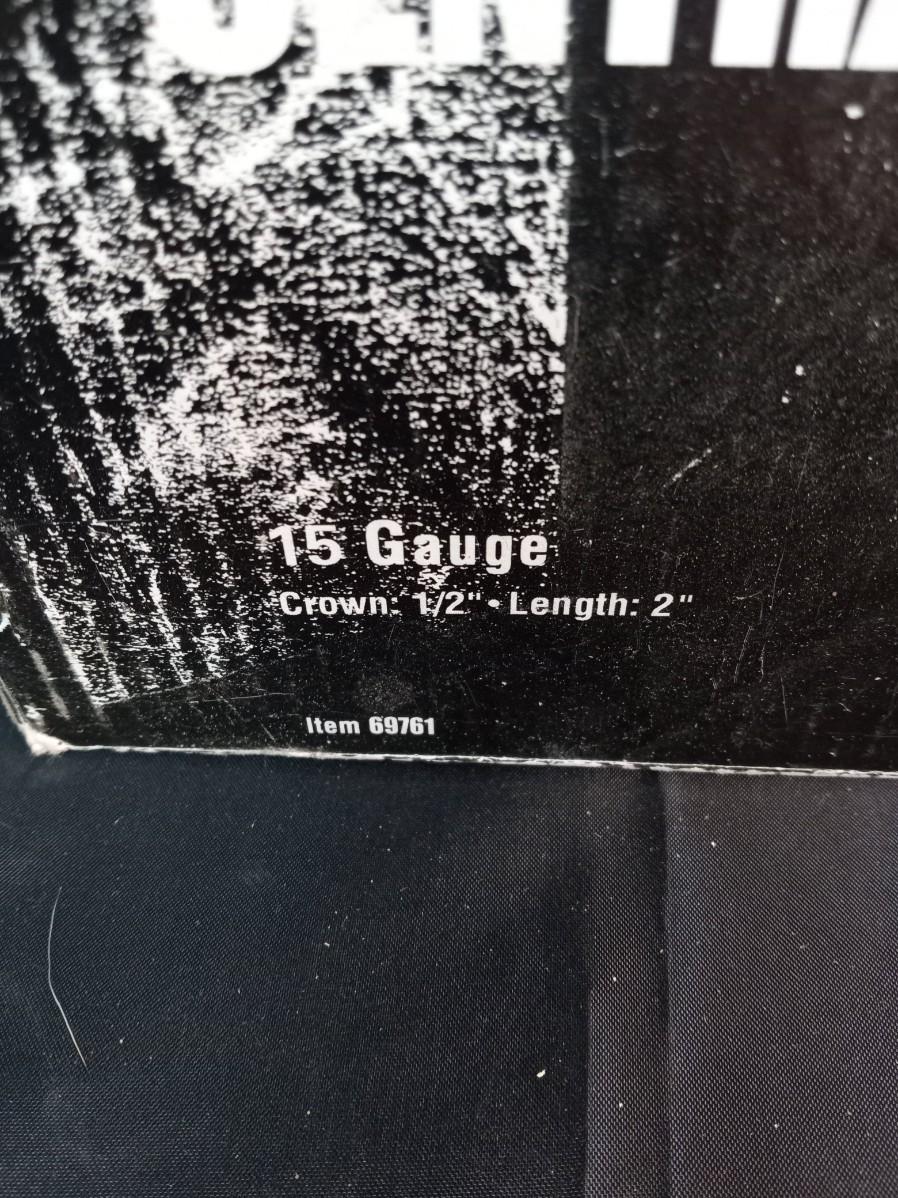 15 Gauge
Crown: 1/2" • Length: 2"
Item 69761